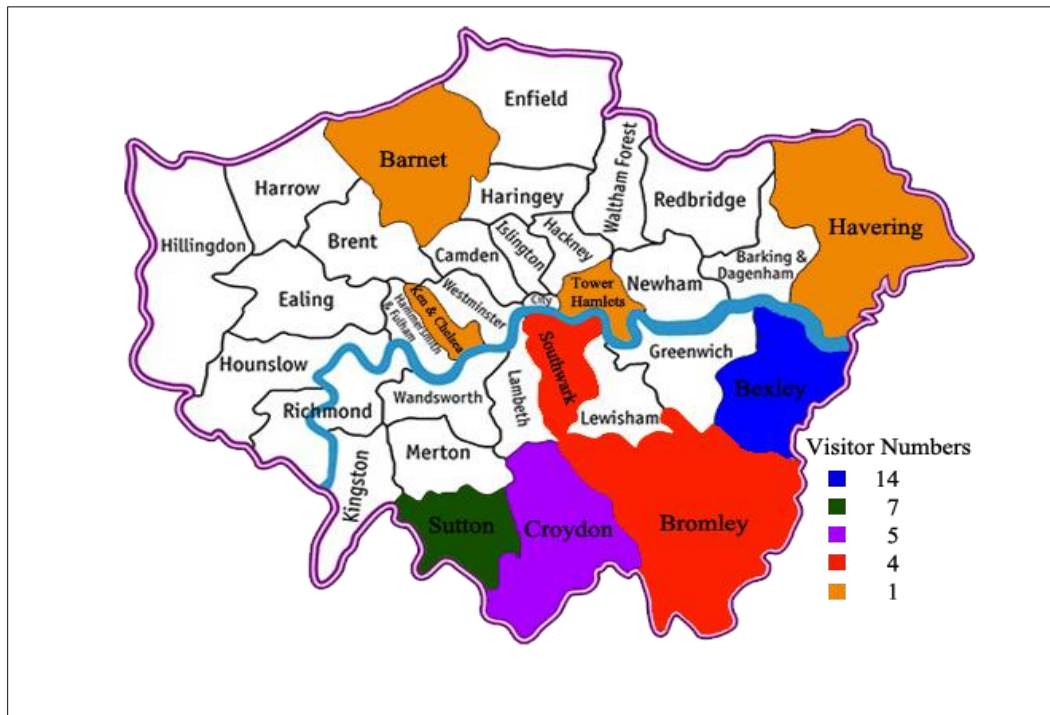 Enfield
Barnet
Harrow
Haringey
Waltham Forest
Redbridge
Havering
Hillingdon
Brent
Camden
Islington
Hackney
Barking &
Dagenham
Ealing
Ken & Chelsea
Hammersmith
& Fulham
Westminster
City
Tower
Hamlets
Newham
Hounslow
Richmond
Wandsworth
Lambeth
Southwark
Lewisham
Greenwich
Bexley
Merton
Kingston
Sutton
Croydon
Bromley
Visitor Numbers
14
7
5
4
1